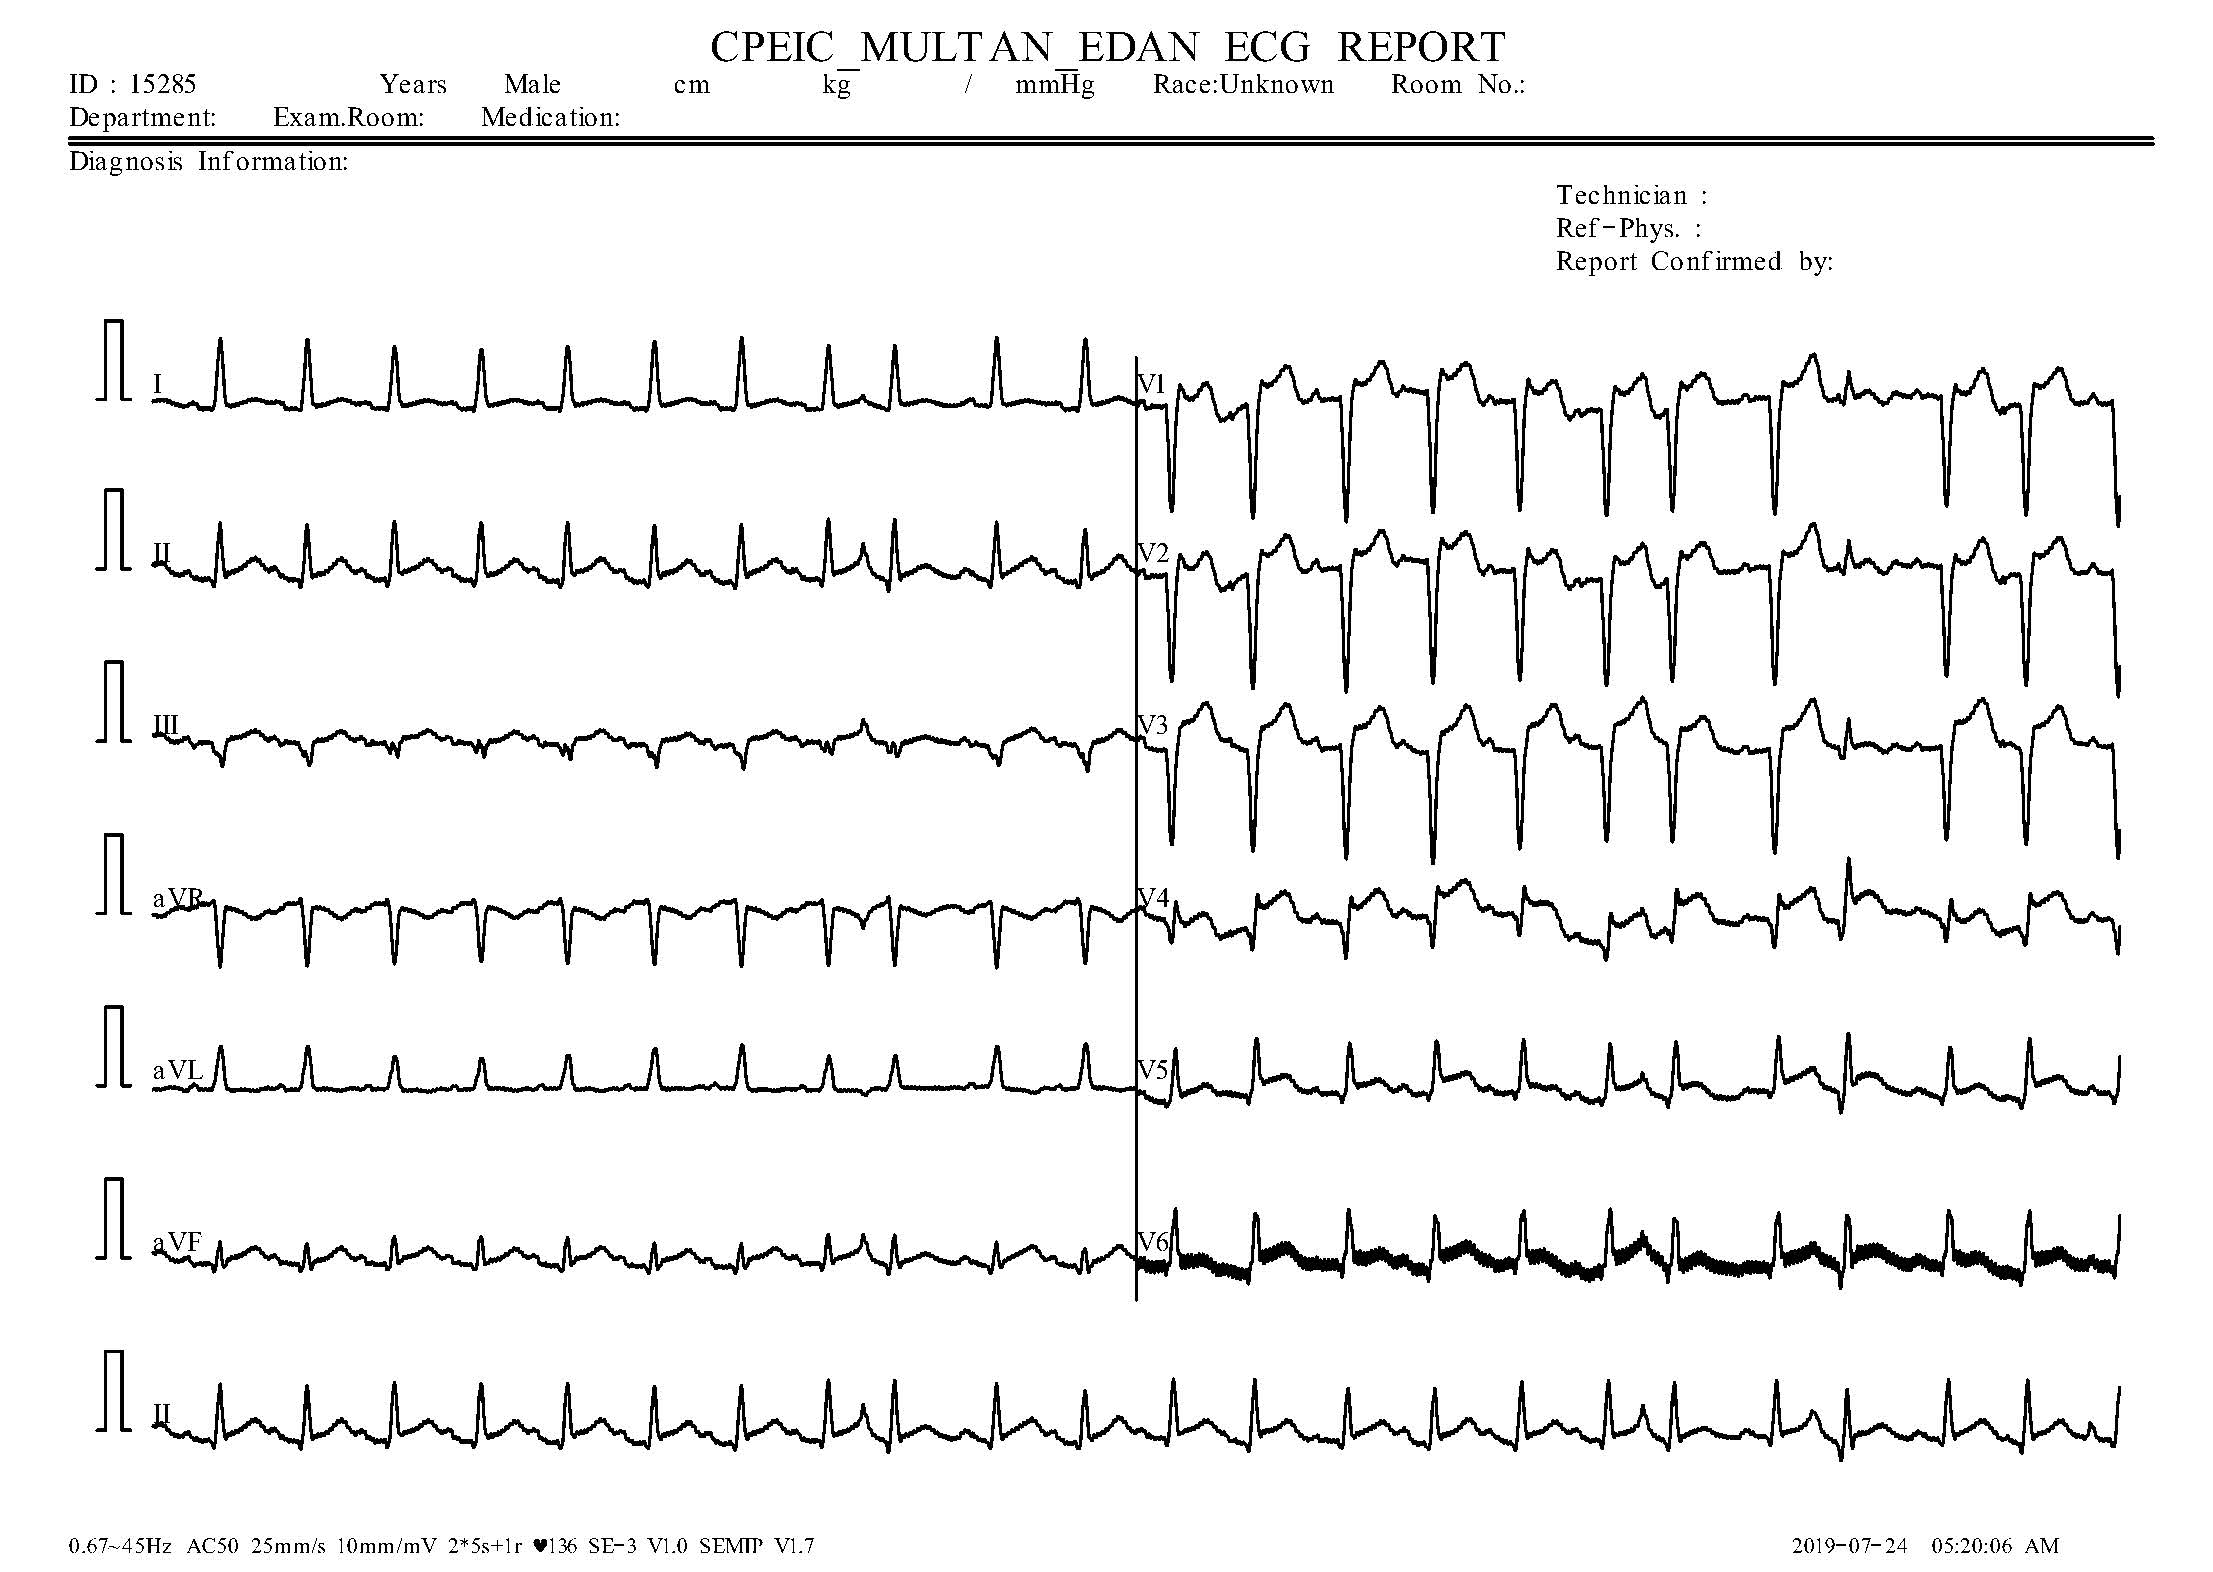 CPEIC_MULTAN_EDAN ECG REPORT
ID : 15285 Years Male cm kg / mmHg Race:Unknown Room No.:
Department: Exam.Room: Medication:
Diagnosis Information:
Technician :
Ref-Phys. :
Report Confirmed by:
I V1
II V2
III V3
aVR V4
aVL V5
aVF V6
II
0.67~45Hz AC50 25mm/s 10mm/mV 2*5s+1r ♥136 SE-3 V1.0 SEMIP V1.7 2019-07-24 05:20:06 AM